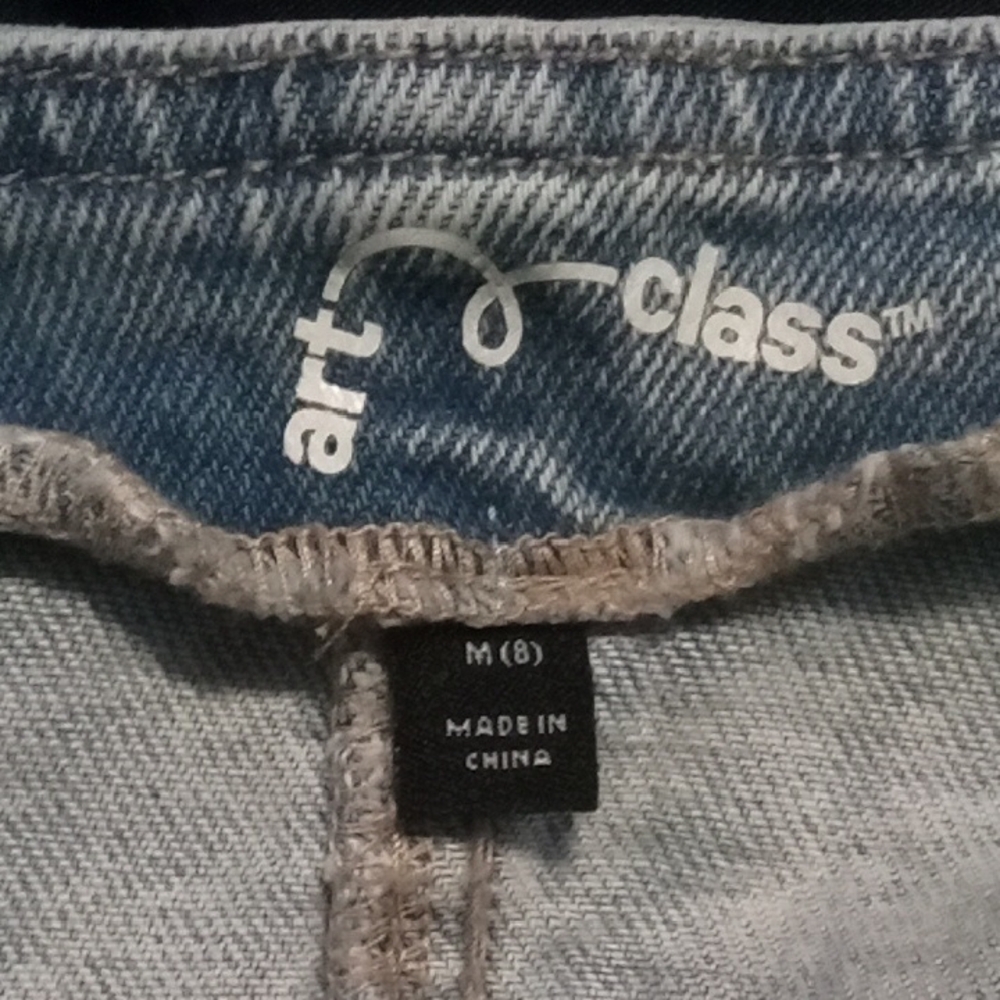 art class™
M (8)
MADE IN
CHINA